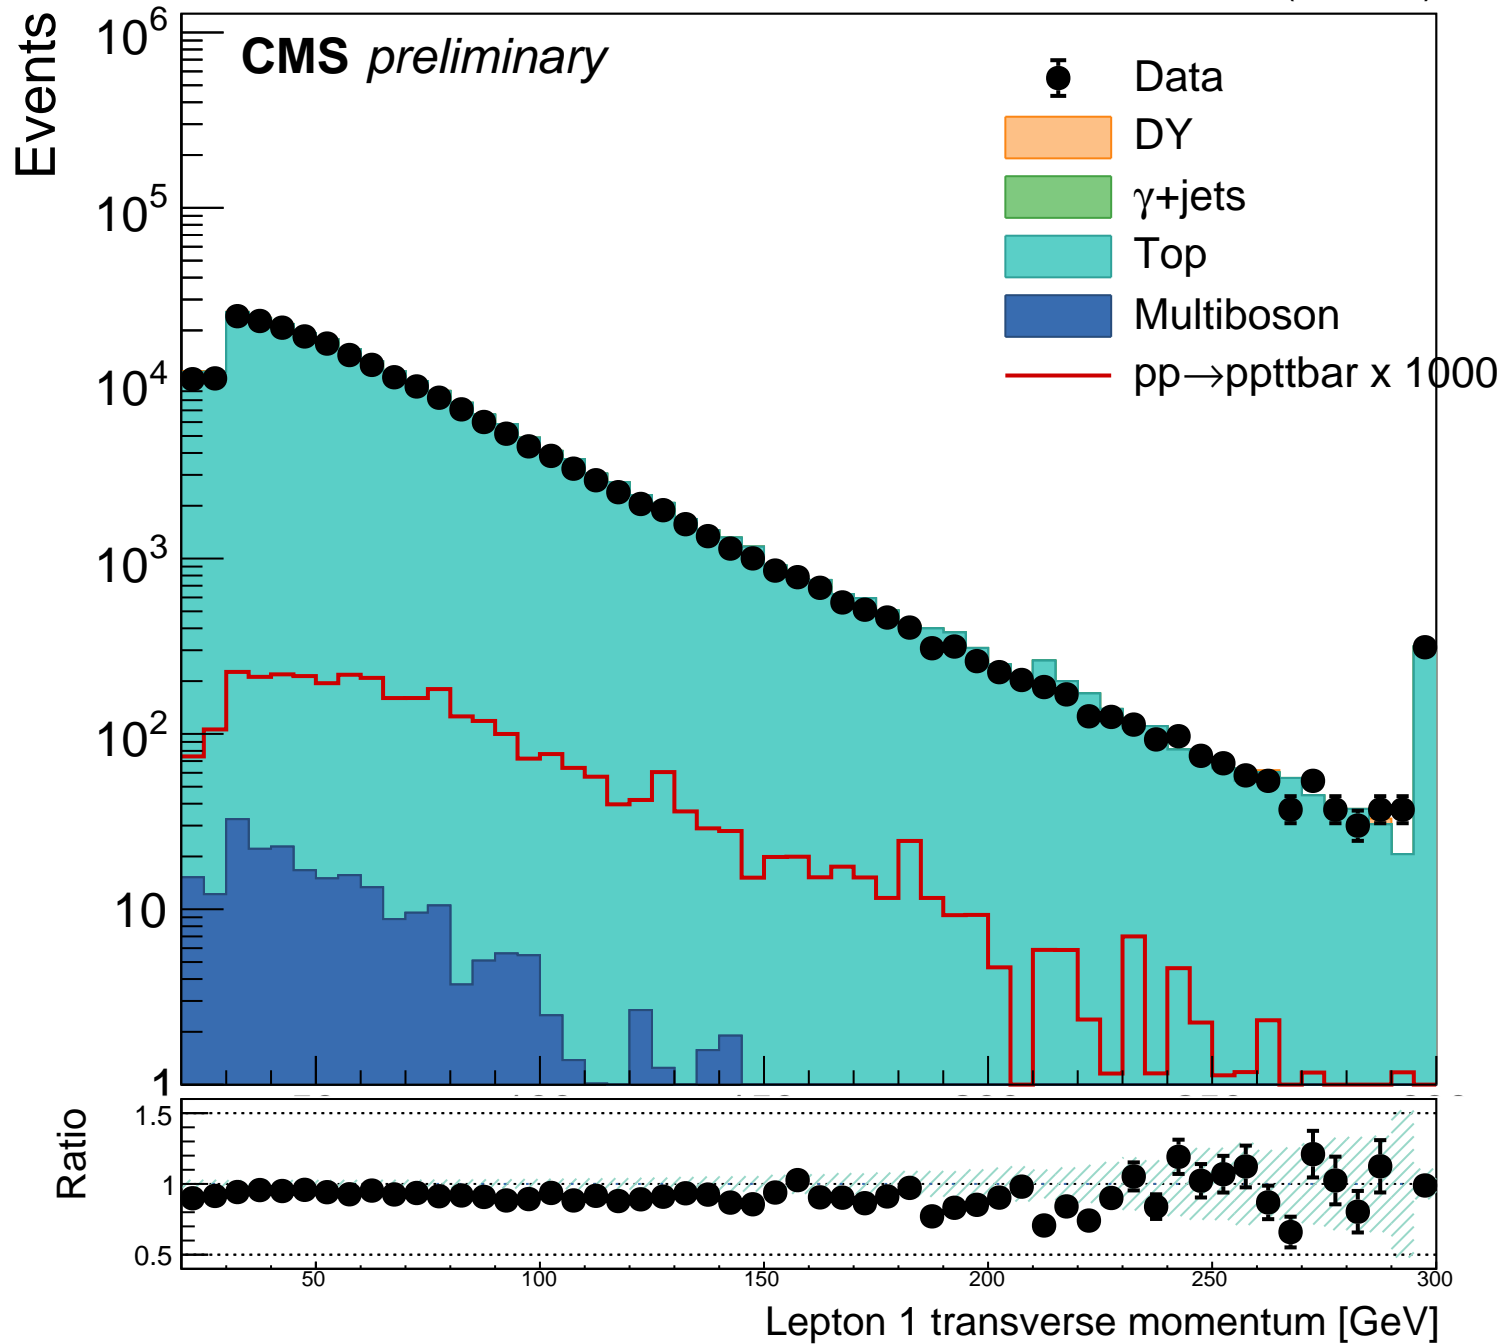 CMS preliminary
Events
10^6
10^5
10^4
10^3
10^2
10
1
Data
DY
γ+jets
Top
Multiboson
pp→ppttbar x 1000
Ratio
1.5
1
0.5
50
100
150
200
250
300
Lepton 1 transverse momentum [GeV]